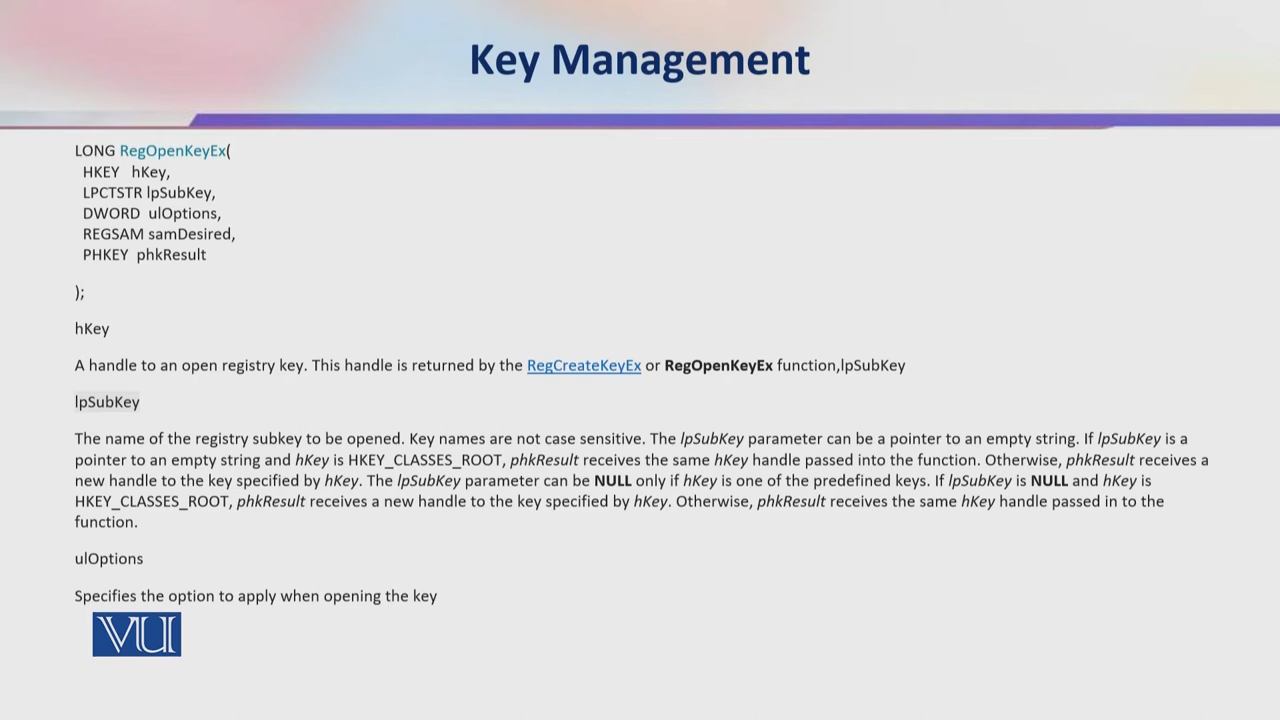 Key Management
LONG RegOpenKeyEx(
HKEY hKey,
LPCTSTR lpSubKey,
DWORD ulOptions,
REGSAM samDesired,
PHKEY phkResult
);
hKey
A handle to an open registry key. This handle is returned by the RegCreateKeyEx or RegOpenKeyEx function,lpSubKey
lpSubKey
The name of the registry subkey to be opened. Key names are not case sensitive. The lpSubKey parameter can be a pointer to an empty string. If lpSubKey is a
pointer to an empty string and hKey is HKEY_CLASSES_ROOT, phkResult receives the same hKey handle passed into the function. Otherwise, phkResult receives a
new handle to the key specified by hKey. The lpSubKey parameter can be NULL only if hKey is one of the predefined keys. If lpSubKey is NULL and hKey is
HKEY_CLASSES_ROOT, phkResult receives a new handle to the key specified by hKey. Otherwise, phkResult receives the same hKey handle passed in to the
function.
ulOptions
Specifies the option to apply when opening the key
VU